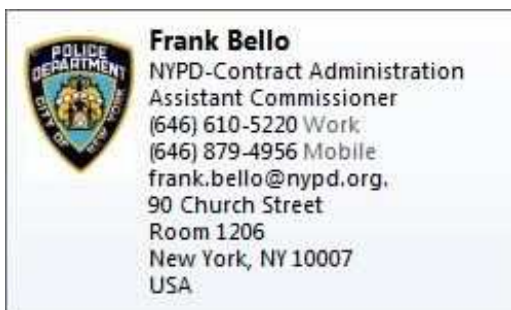 POLICE
DEPARTMENT
CITY OF NEW YORK
Frank Bello
NYPD-Contract Administration
Assistant Commissioner
(646) 610-5220 Work
(646) 879-4956 Mobile
frank.bello@nypd.org.
90 Church Street
Room 1206
New York, NY 10007
USA